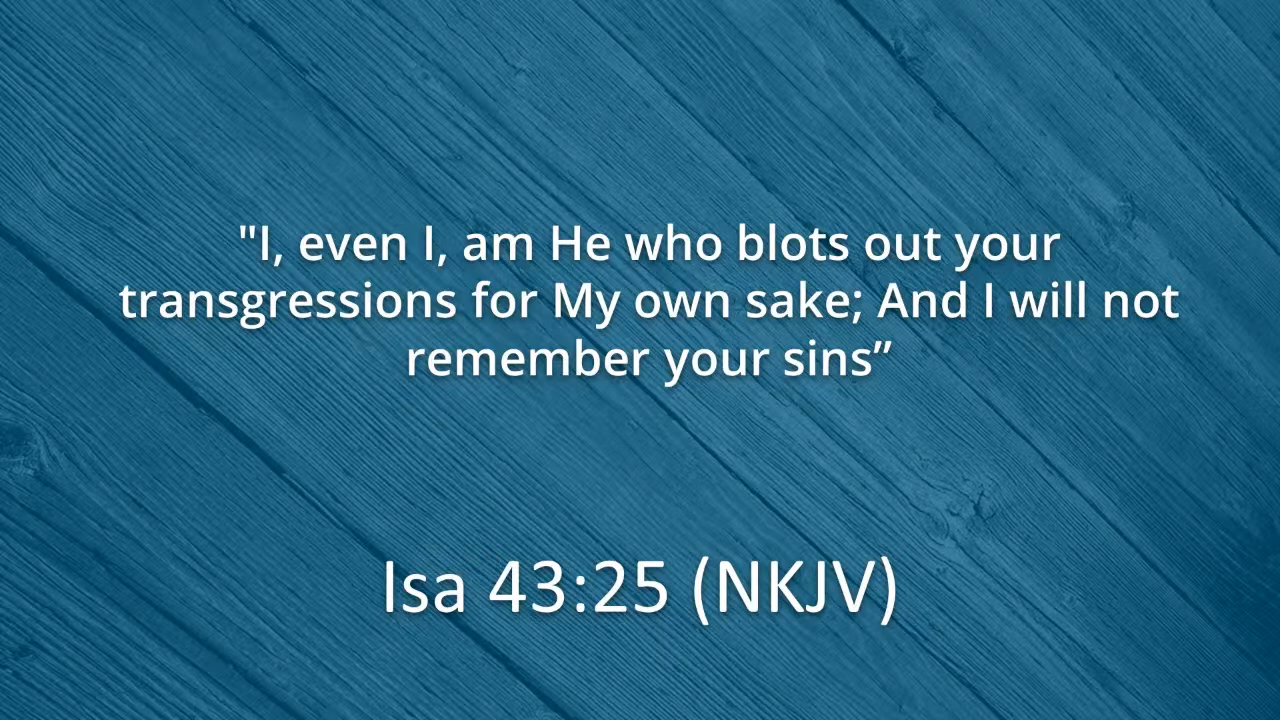 "I, even I, am He who blots out your
transgressions for My own sake; And I will not
remember your sins”
Isa 43:25 (NKJV)